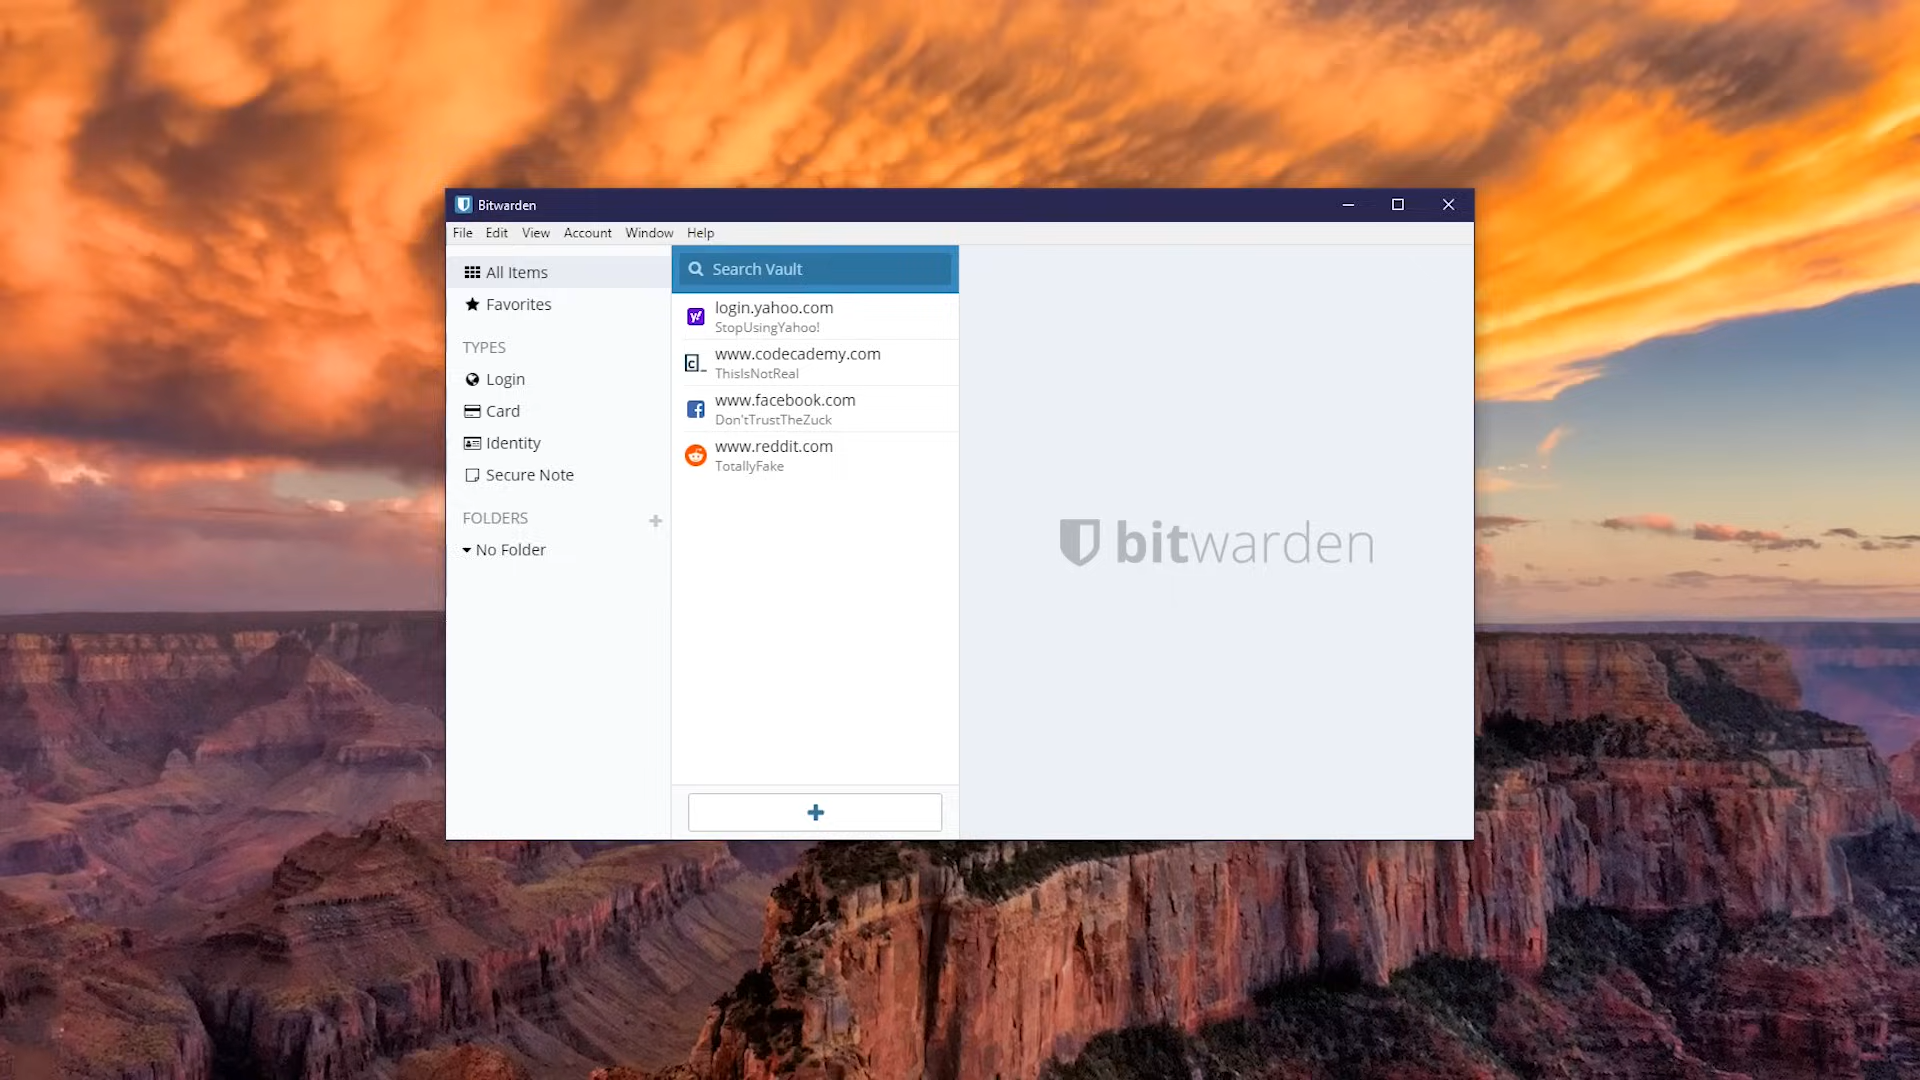 Bitwarden
File Edit View Account Window Help
All Items
Favorites
TYPES
Login
Card
Identity
Secure Note
FOLDERS
No Folder
Search Vault
login.yahoo.com
StopUsingYahoo!
www.codecademy.com
ThisIsNotReal
www.facebook.com
Don'tTrustTheZuck
www.reddit.com
TotallyFake
bitwarden